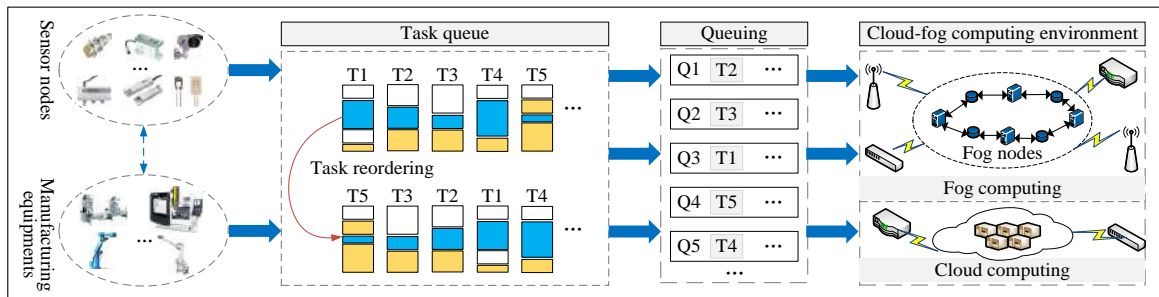 Sensor nodes
...
Manufacturing
equipments
...
Task queue
T1 T2 T3 T4 T5
...
Task reordering
T5 T3 T2 T1 T4
...
Queuing
Q1 T2 ...
Q2 T3 ...
Q3 T1 ...
Q4 T5 ...
Q5 T4 ...
...
Cloud-fog computing environment
Fog nodes
Fog computing
Cloud computing